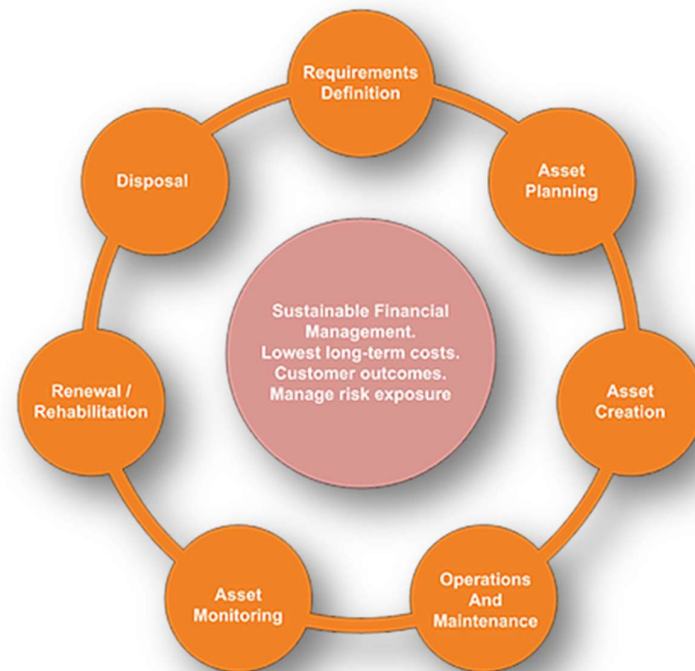 Requirements
Definition
Asset
Planning
Asset
Creation
Operations
And
Maintenance
Asset
Monitoring
Renewal /
Rehabilitation
Disposal
Sustainable Financial
Management.
Lowest long-term costs.
Customer outcomes.
Manage risk exposure